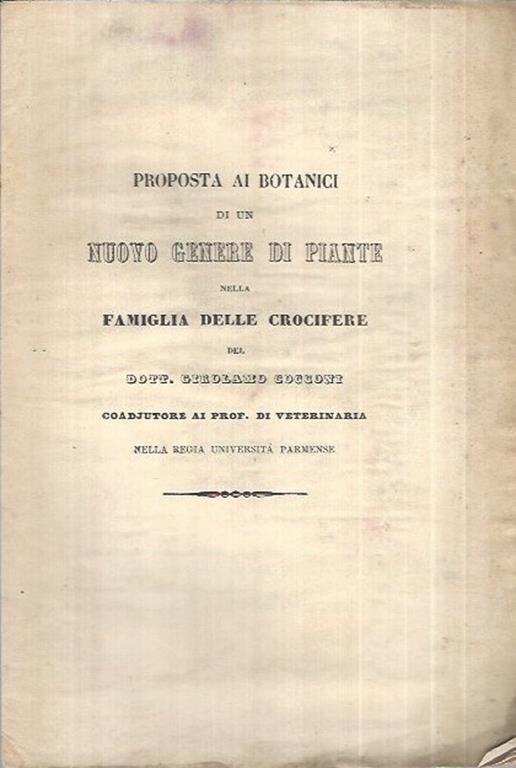 PROPOSTA AI BOTANICI
DI UN
NUOVO GENERE DI PIANTE
NELLA
FAMIGLIA DELLE CROCIFERE
DEL
DOTT. GIROLAMO COCCONI
COADJUTORE AI PROF. DI VETERINARIA
NELLA REGIA UNIVERSITÀ PARMENSE